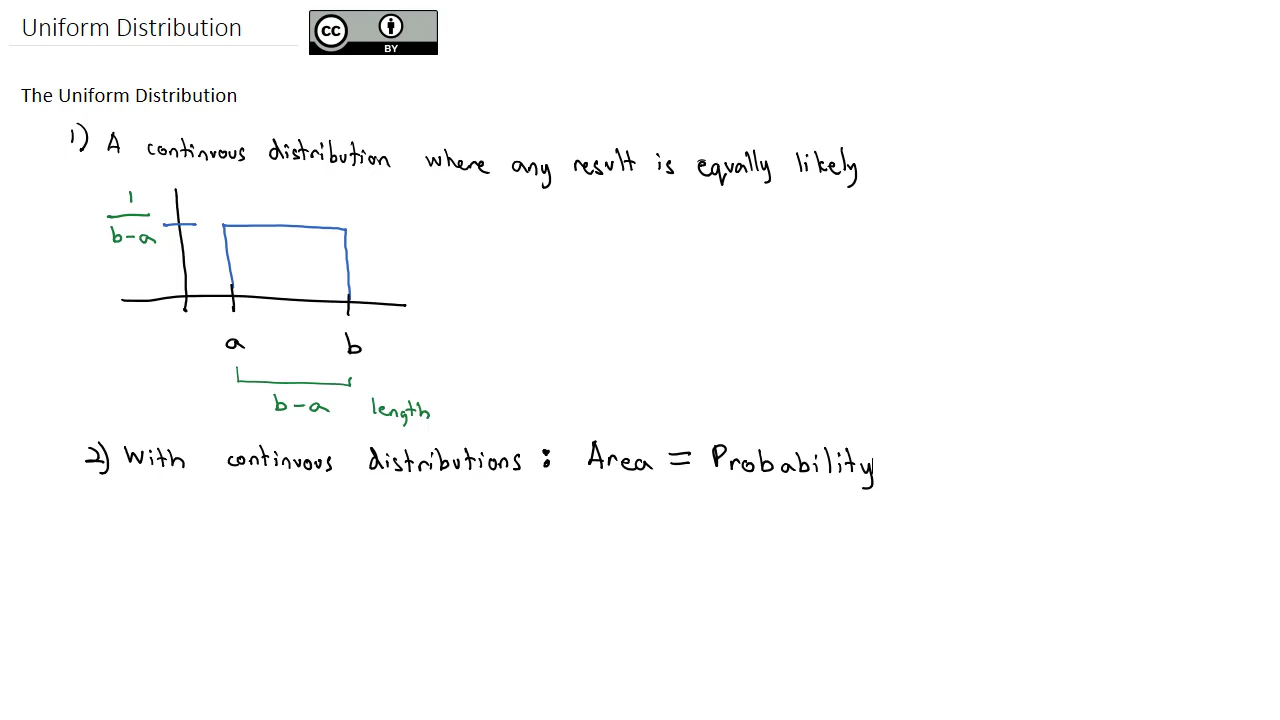 Uniform Distribution
cc BY
The Uniform Distribution
1) A continuous distribution where any result is equally likely
1
b-a
a b
b-a length
2) With continuous distributions : Area = Probability